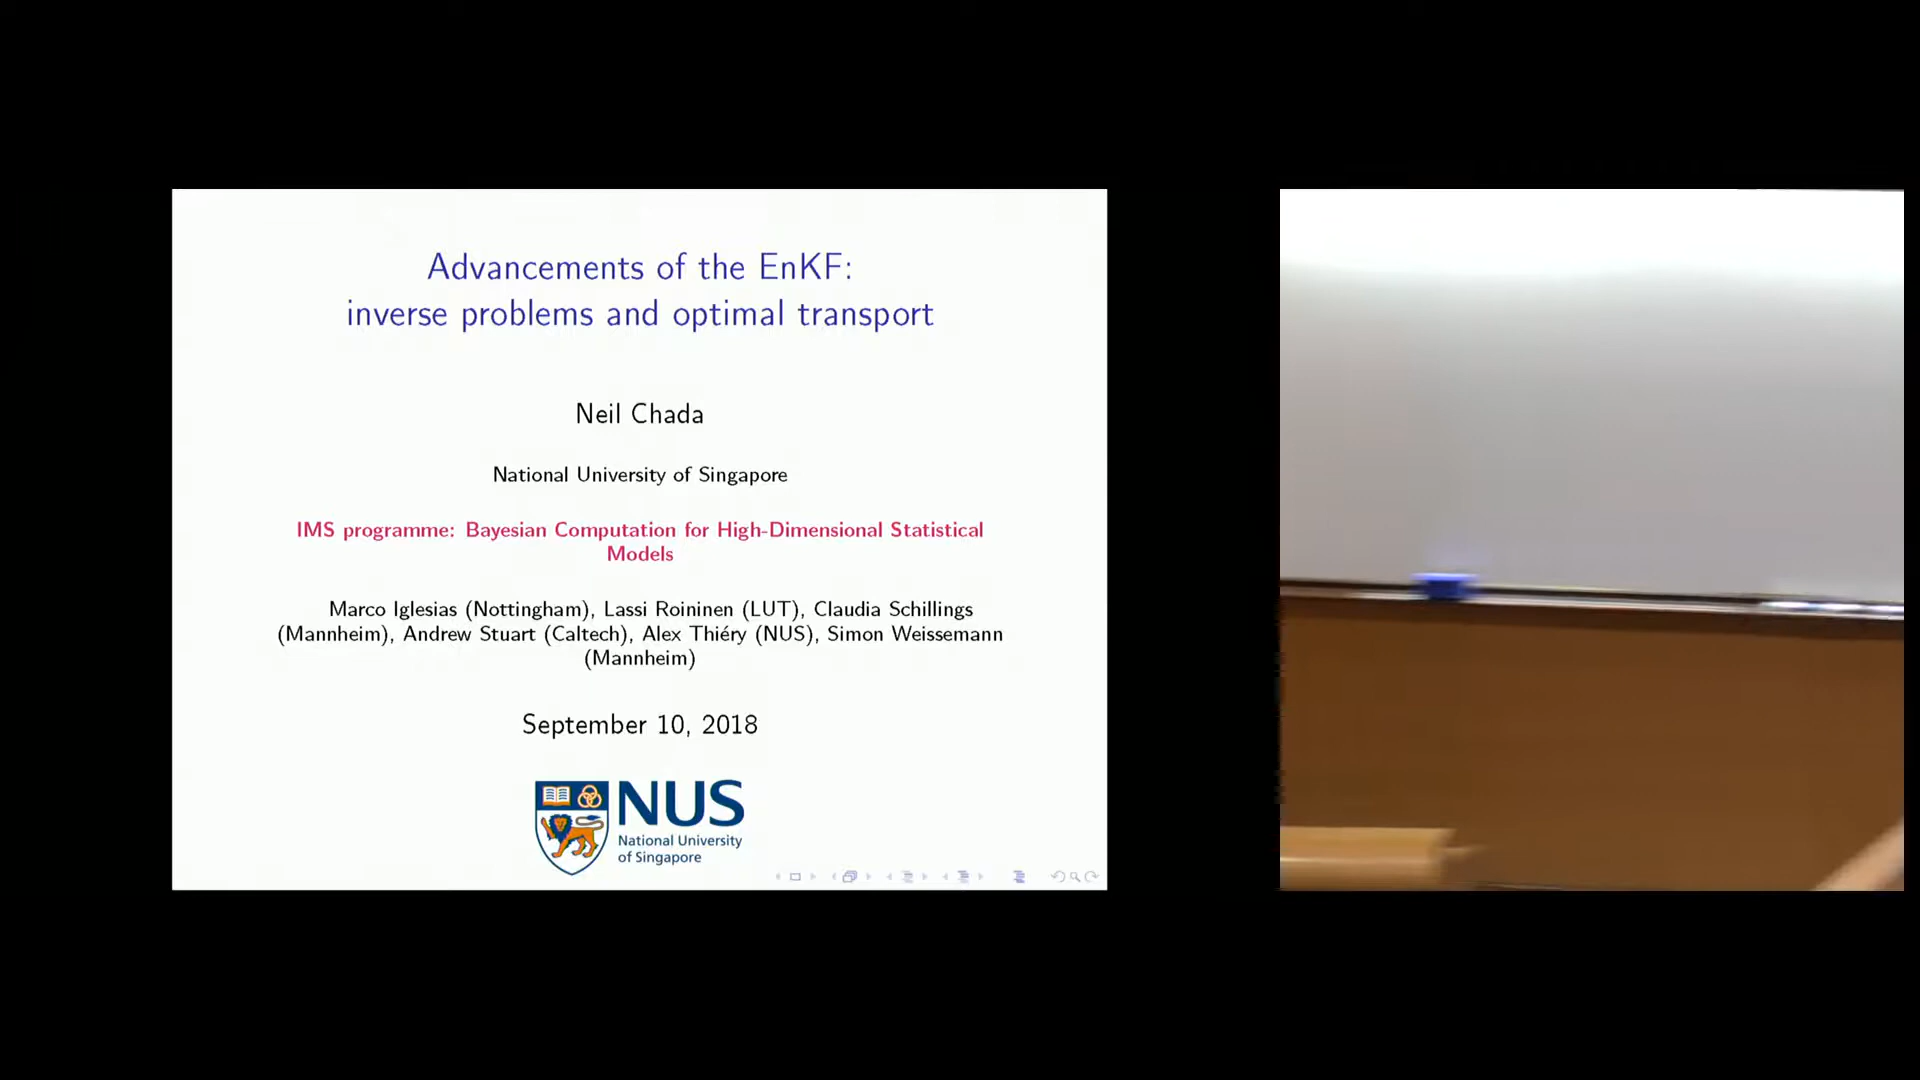 Advancements of the EnKF:
inverse problems and optimal transport
Neil Chada
National University of Singapore
IMS programme: Bayesian Computation for High-Dimensional Statistical
Models
Marco Iglesias (Nottingham), Lassi Roininen (LUT), Claudia Schillings
(Mannheim), Andrew Stuart (Caltech), Alex Thiéry (NUS), Simon Weissemann
(Mannheim)
September 10, 2018
NUS
National University
of Singapore